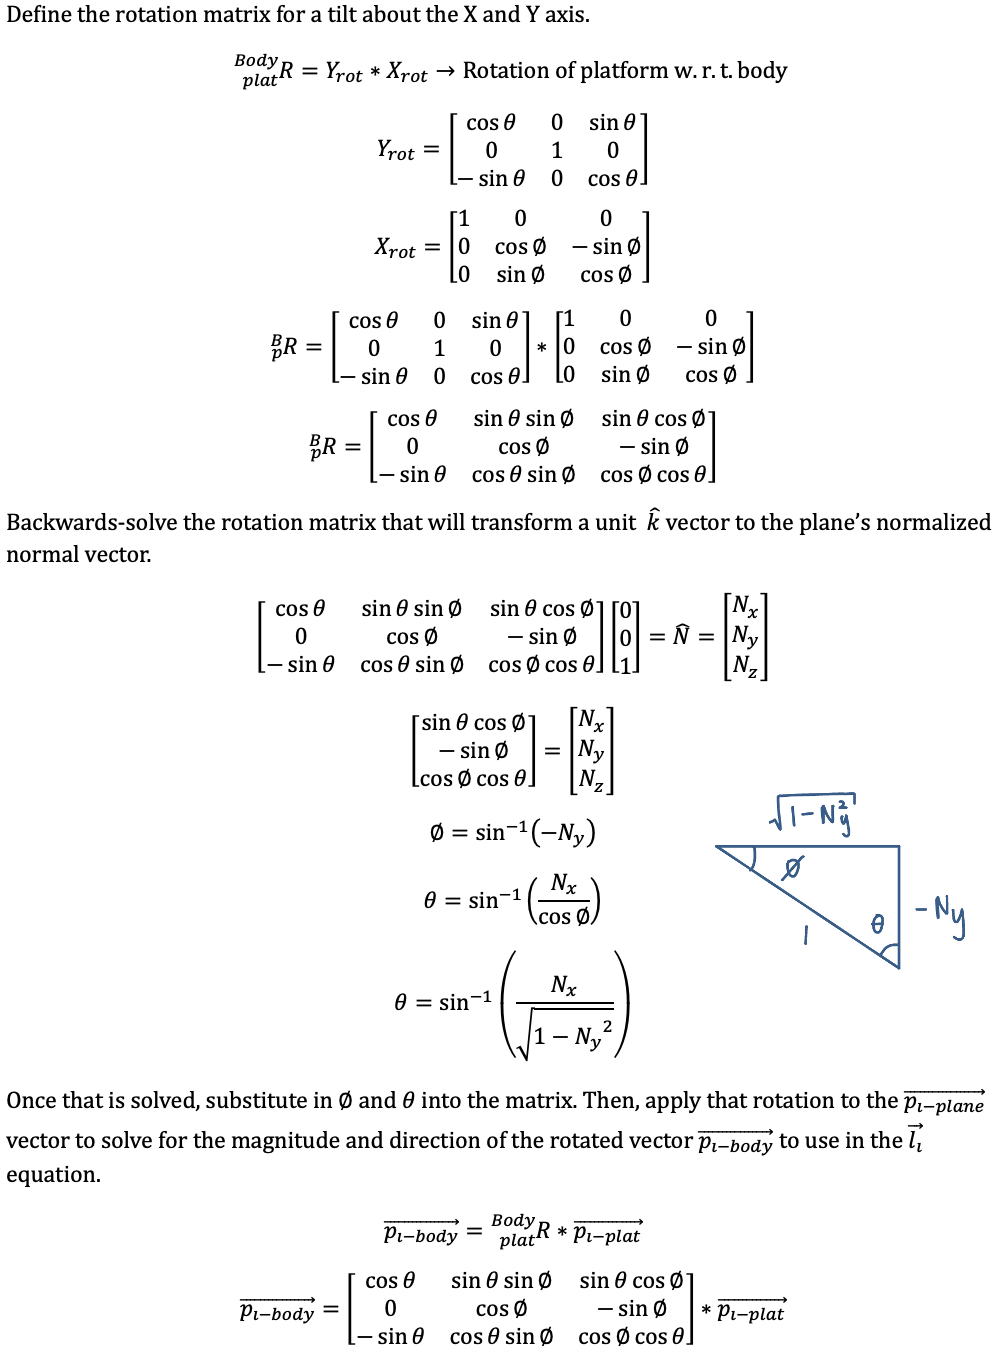 Define the rotation matrix for a tilt about the X and Y axis.
Body plat R = Y_rot * X_rot → Rotation of platform w. r. t. body
Y_rot = [cos θ 0 sin θ
0 1 0
− sin θ 0 cos θ]
X_rot = [1 0 0
0 cos ∅ − sin ∅
0 sin ∅ cos ∅]
B p R = [cos θ 0 sin θ; 0 1 0; − sin θ 0 cos θ] * [1 0 0; 0 cos ∅ − sin ∅; 0 sin ∅ cos ∅]
B p R = [cos θ sin θ sin ∅ sin θ cos ∅
0 cos ∅ − sin ∅
− sin θ cos θ sin ∅ cos ∅ cos θ]
Backwards-solve the rotation matrix that will transform a unit k̂ vector to the plane’s normalized
normal vector.
[cos θ sin θ sin ∅ sin θ cos ∅; 0 cos ∅ − sin ∅; − sin θ cos θ sin ∅ cos ∅ cos θ] [0; 0; 1] = N̂ = [N_x; N_y; N_z]
[sin θ cos ∅; − sin ∅; cos ∅ cos θ] = [N_x; N_y; N_z]
∅ = sin⁻¹(−N_y)
θ = sin⁻¹(N_x / cos ∅)
θ = sin⁻¹(N_x / √(1 − N_y²))
√(1 − N_y²)
∅
θ
− N_y
1
Once that is solved, substitute in ∅ and θ into the matrix. Then, apply that rotation to the p_ı−plane
vector to solve for the magnitude and direction of the rotated vector p_ı−body to use in the l_ı
equation.
p_ı−body = Body plat R * p_ı−plat
p_ı−body = [cos θ sin θ sin ∅ sin θ cos ∅; 0 cos ∅ − sin ∅; − sin θ cos θ sin ∅ cos ∅ cos θ] * p_ı−plat